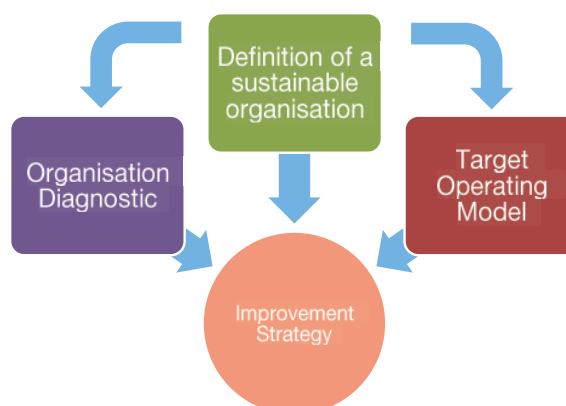 Definition of a
sustainable
organisation
Organisation
Diagnostic
Target
Operating
Model
Improvement
Strategy